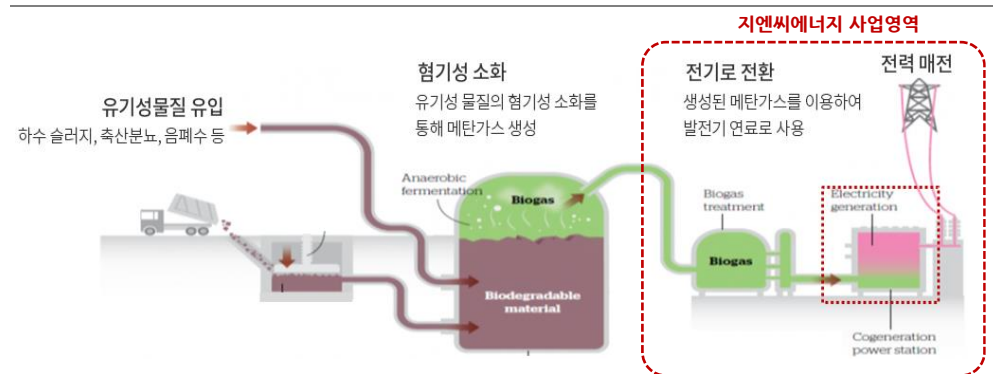 지엔씨에너지 사업영역
유기성물질 유입
하수 슬러지, 축산분뇨, 음폐수 등
혐기성 소화
유기성 물질의 혐기성 소화를
통해 메탄가스 생성
전기로 전환
생성된 메탄가스를 이용하여
발전기 연료로 사용
전력 매전
Anaerobic
fermentation
Biogas
Biodegradable
material
Biogas
treatment
Biogas
Electricity
generation
Cogeneration
power station